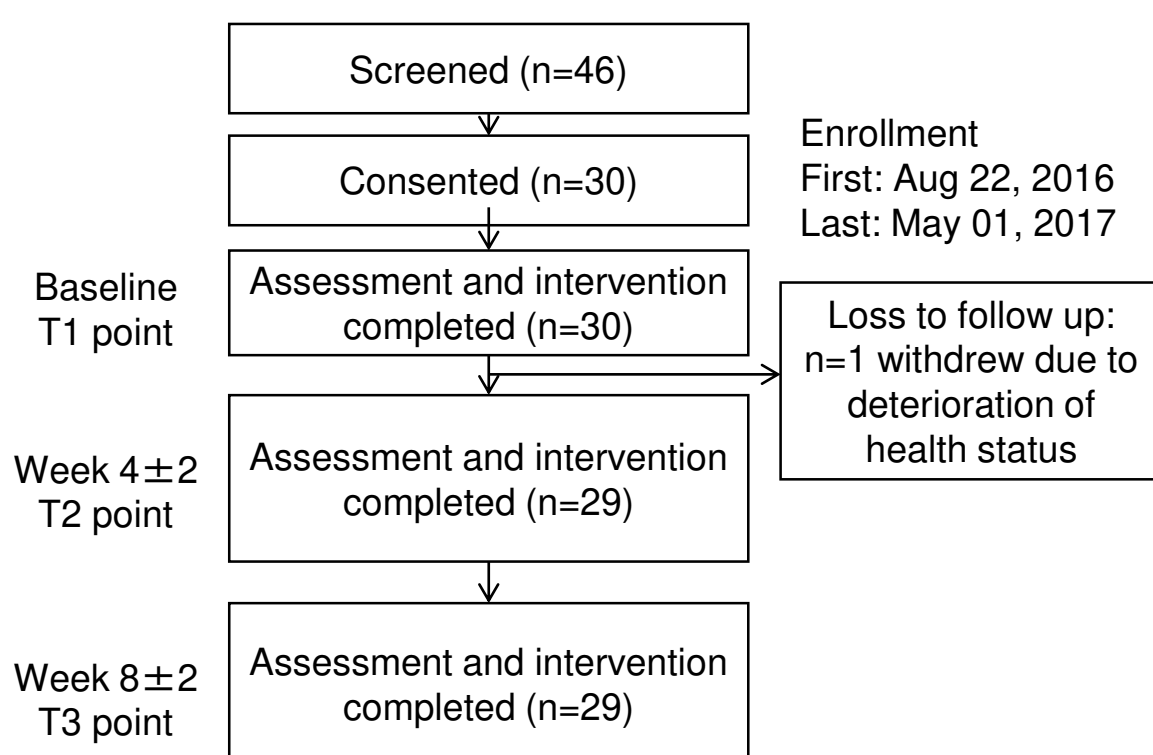 Screened (n=46)
Consented (n=30)
Enrollment
First: Aug 22, 2016
Last: May 01, 2017
Baseline
T1 point
Assessment and intervention
completed (n=30)
Loss to follow up:
n=1 withdrew due to
deterioration of
health status
Week 4±2
T2 point
Assessment and intervention
completed (n=29)
Week 8±2
T3 point
Assessment and intervention
completed (n=29)